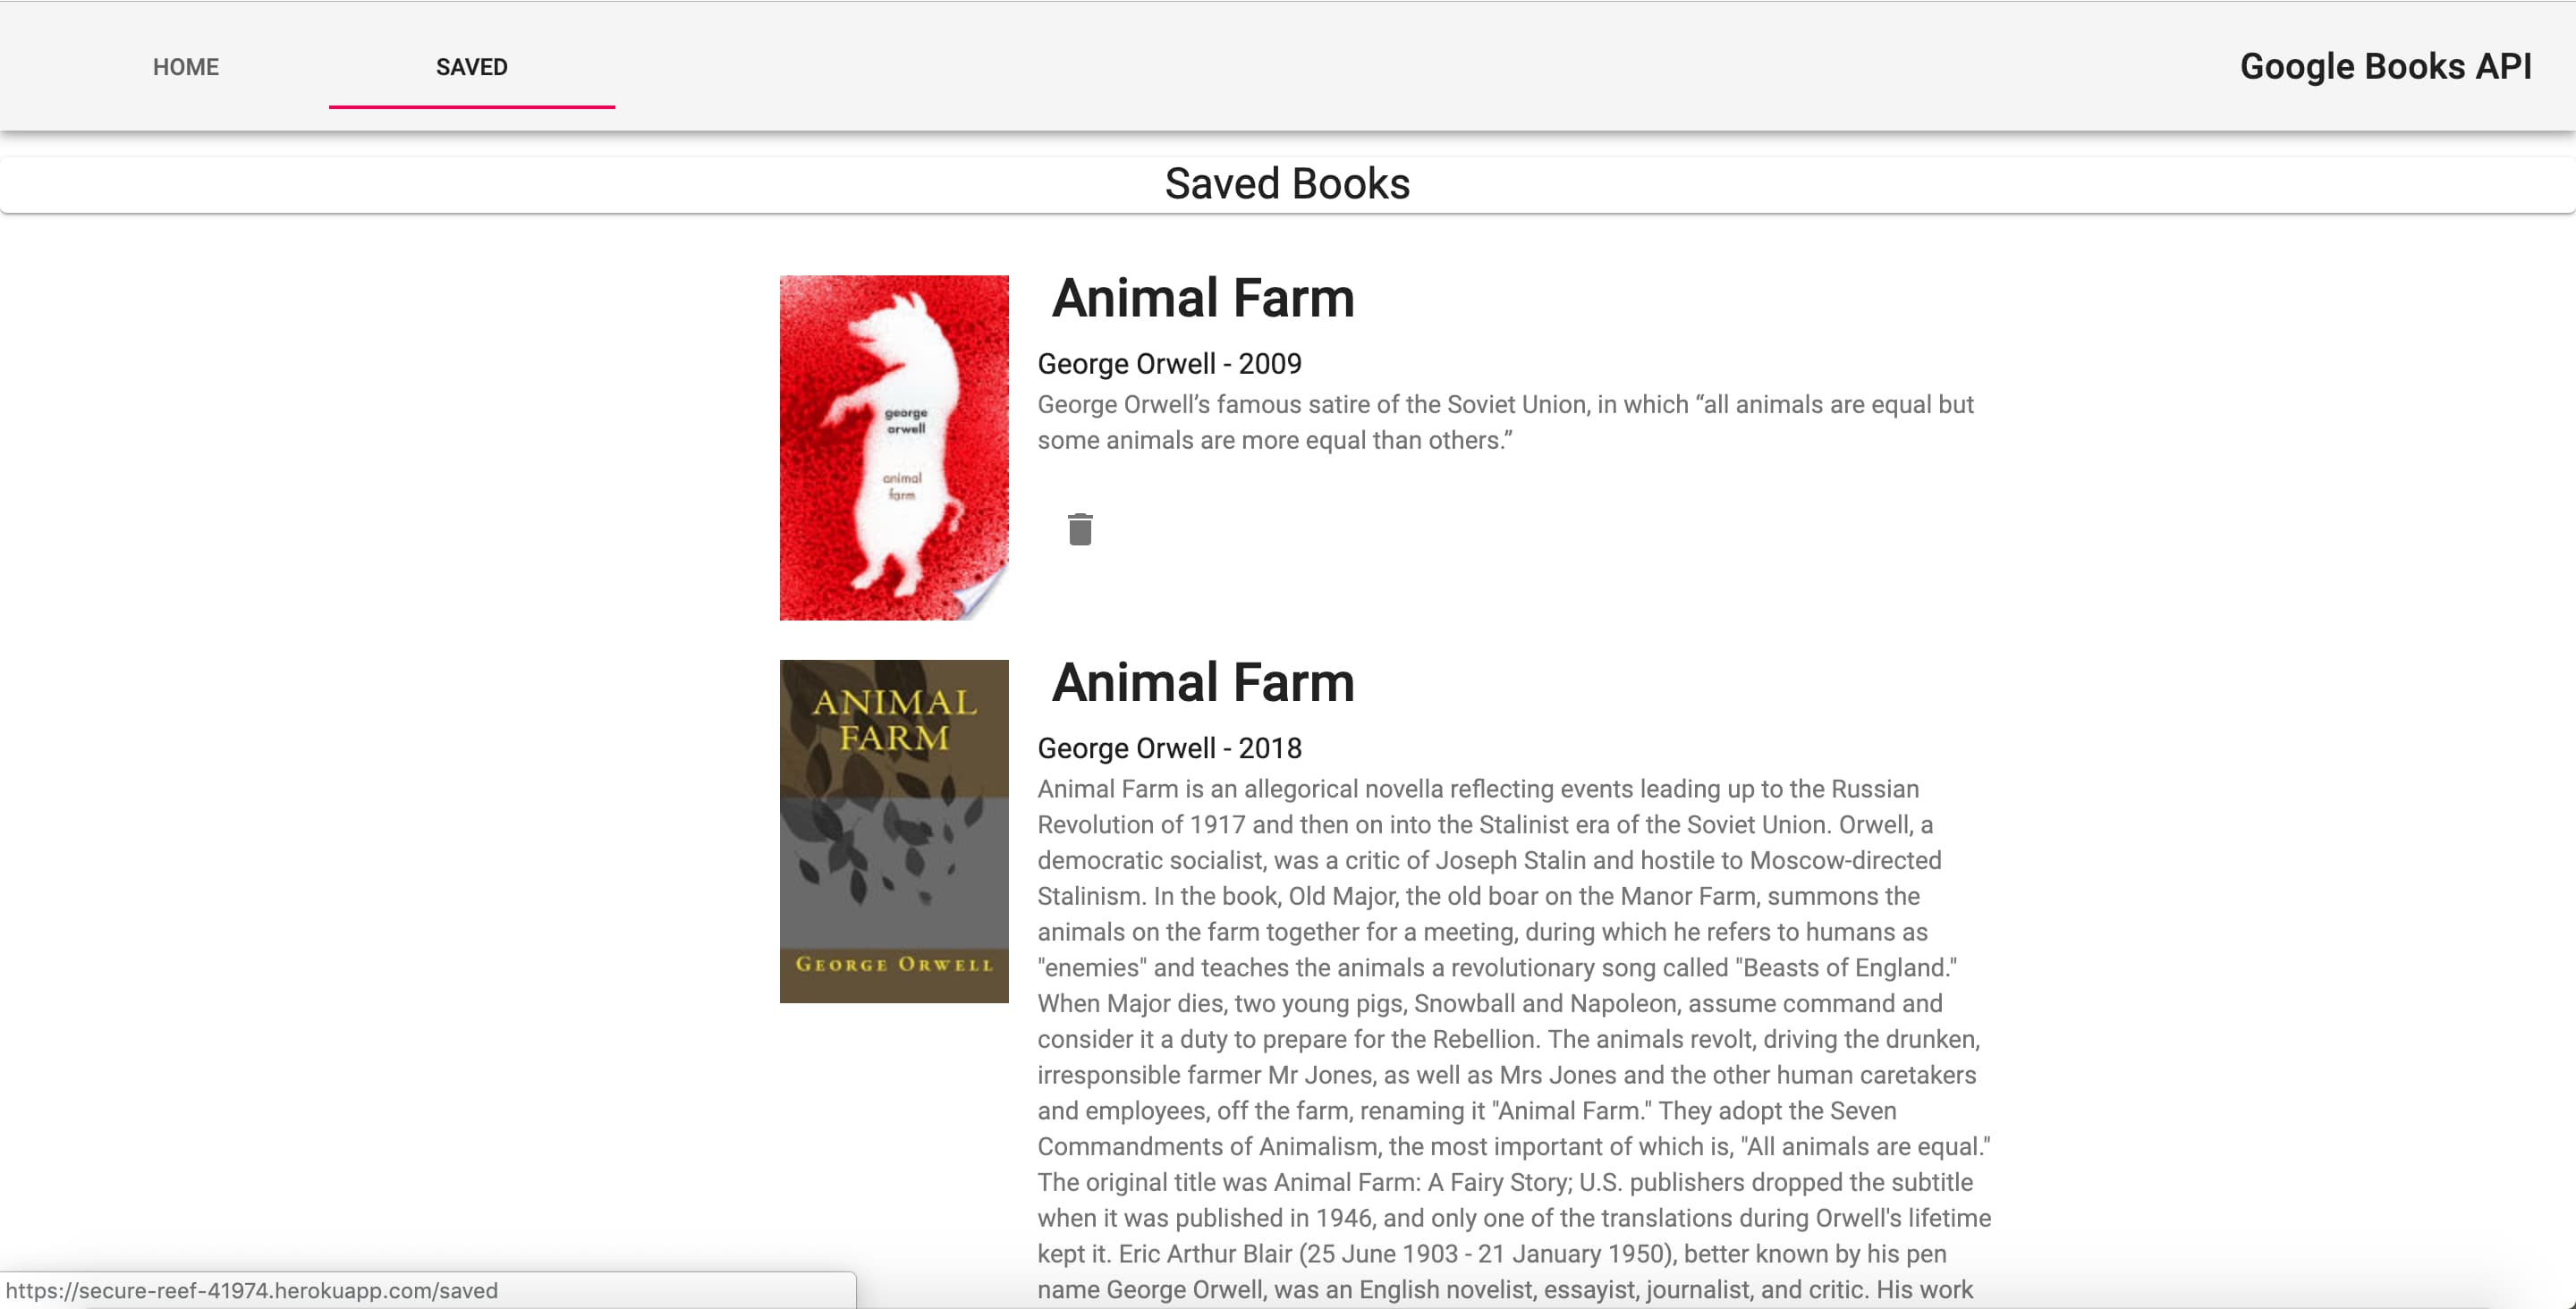 HOME
SAVED
Google Books API
Saved Books
Animal Farm
george
orwell
animal
farm
George Orwell - 2009
George Orwell’s famous satire of the Soviet Union, in which “all animals are equal but
some animals are more equal than others.”
Animal Farm
ANIMAL
FARM
GEORGE ORWELL
George Orwell - 2018
Animal Farm is an allegorical novella reflecting events leading up to the Russian
Revolution of 1917 and then on into the Stalinist era of the Soviet Union. Orwell, a
democratic socialist, was a critic of Joseph Stalin and hostile to Moscow-directed
Stalinism. In the book, Old Major, the old boar on the Manor Farm, summons the
animals on the farm together for a meeting, during which he refers to humans as
"enemies" and teaches the animals a revolutionary song called "Beasts of England."
When Major dies, two young pigs, Snowball and Napoleon, assume command and
consider it a duty to prepare for the Rebellion. The animals revolt, driving the drunken,
irresponsible farmer Mr Jones, as well as Mrs Jones and the other human caretakers
and employees, off the farm, renaming it "Animal Farm." They adopt the Seven
Commandments of Animalism, the most important of which is, "All animals are equal."
The original title was Animal Farm: A Fairy Story; U.S. publishers dropped the subtitle
when it was published in 1946, and only one of the translations during Orwell's lifetime
kept it. Eric Arthur Blair (25 June 1903 - 21 January 1950), better known by his pen
name George Orwell, was an English novelist, essayist, journalist, and critic. His work
https://secure-reef-41974.herokuapp.com/saved